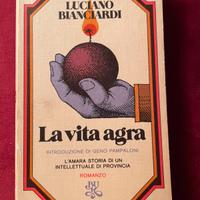 LUCIANO
BIANCIARDI
La vita agra
INTRODUZIONE DI GENO PAMPALONI
L'AMARA STORIA DI UN
INTELLETTUALE DI PROVINCIA
ROMANZO